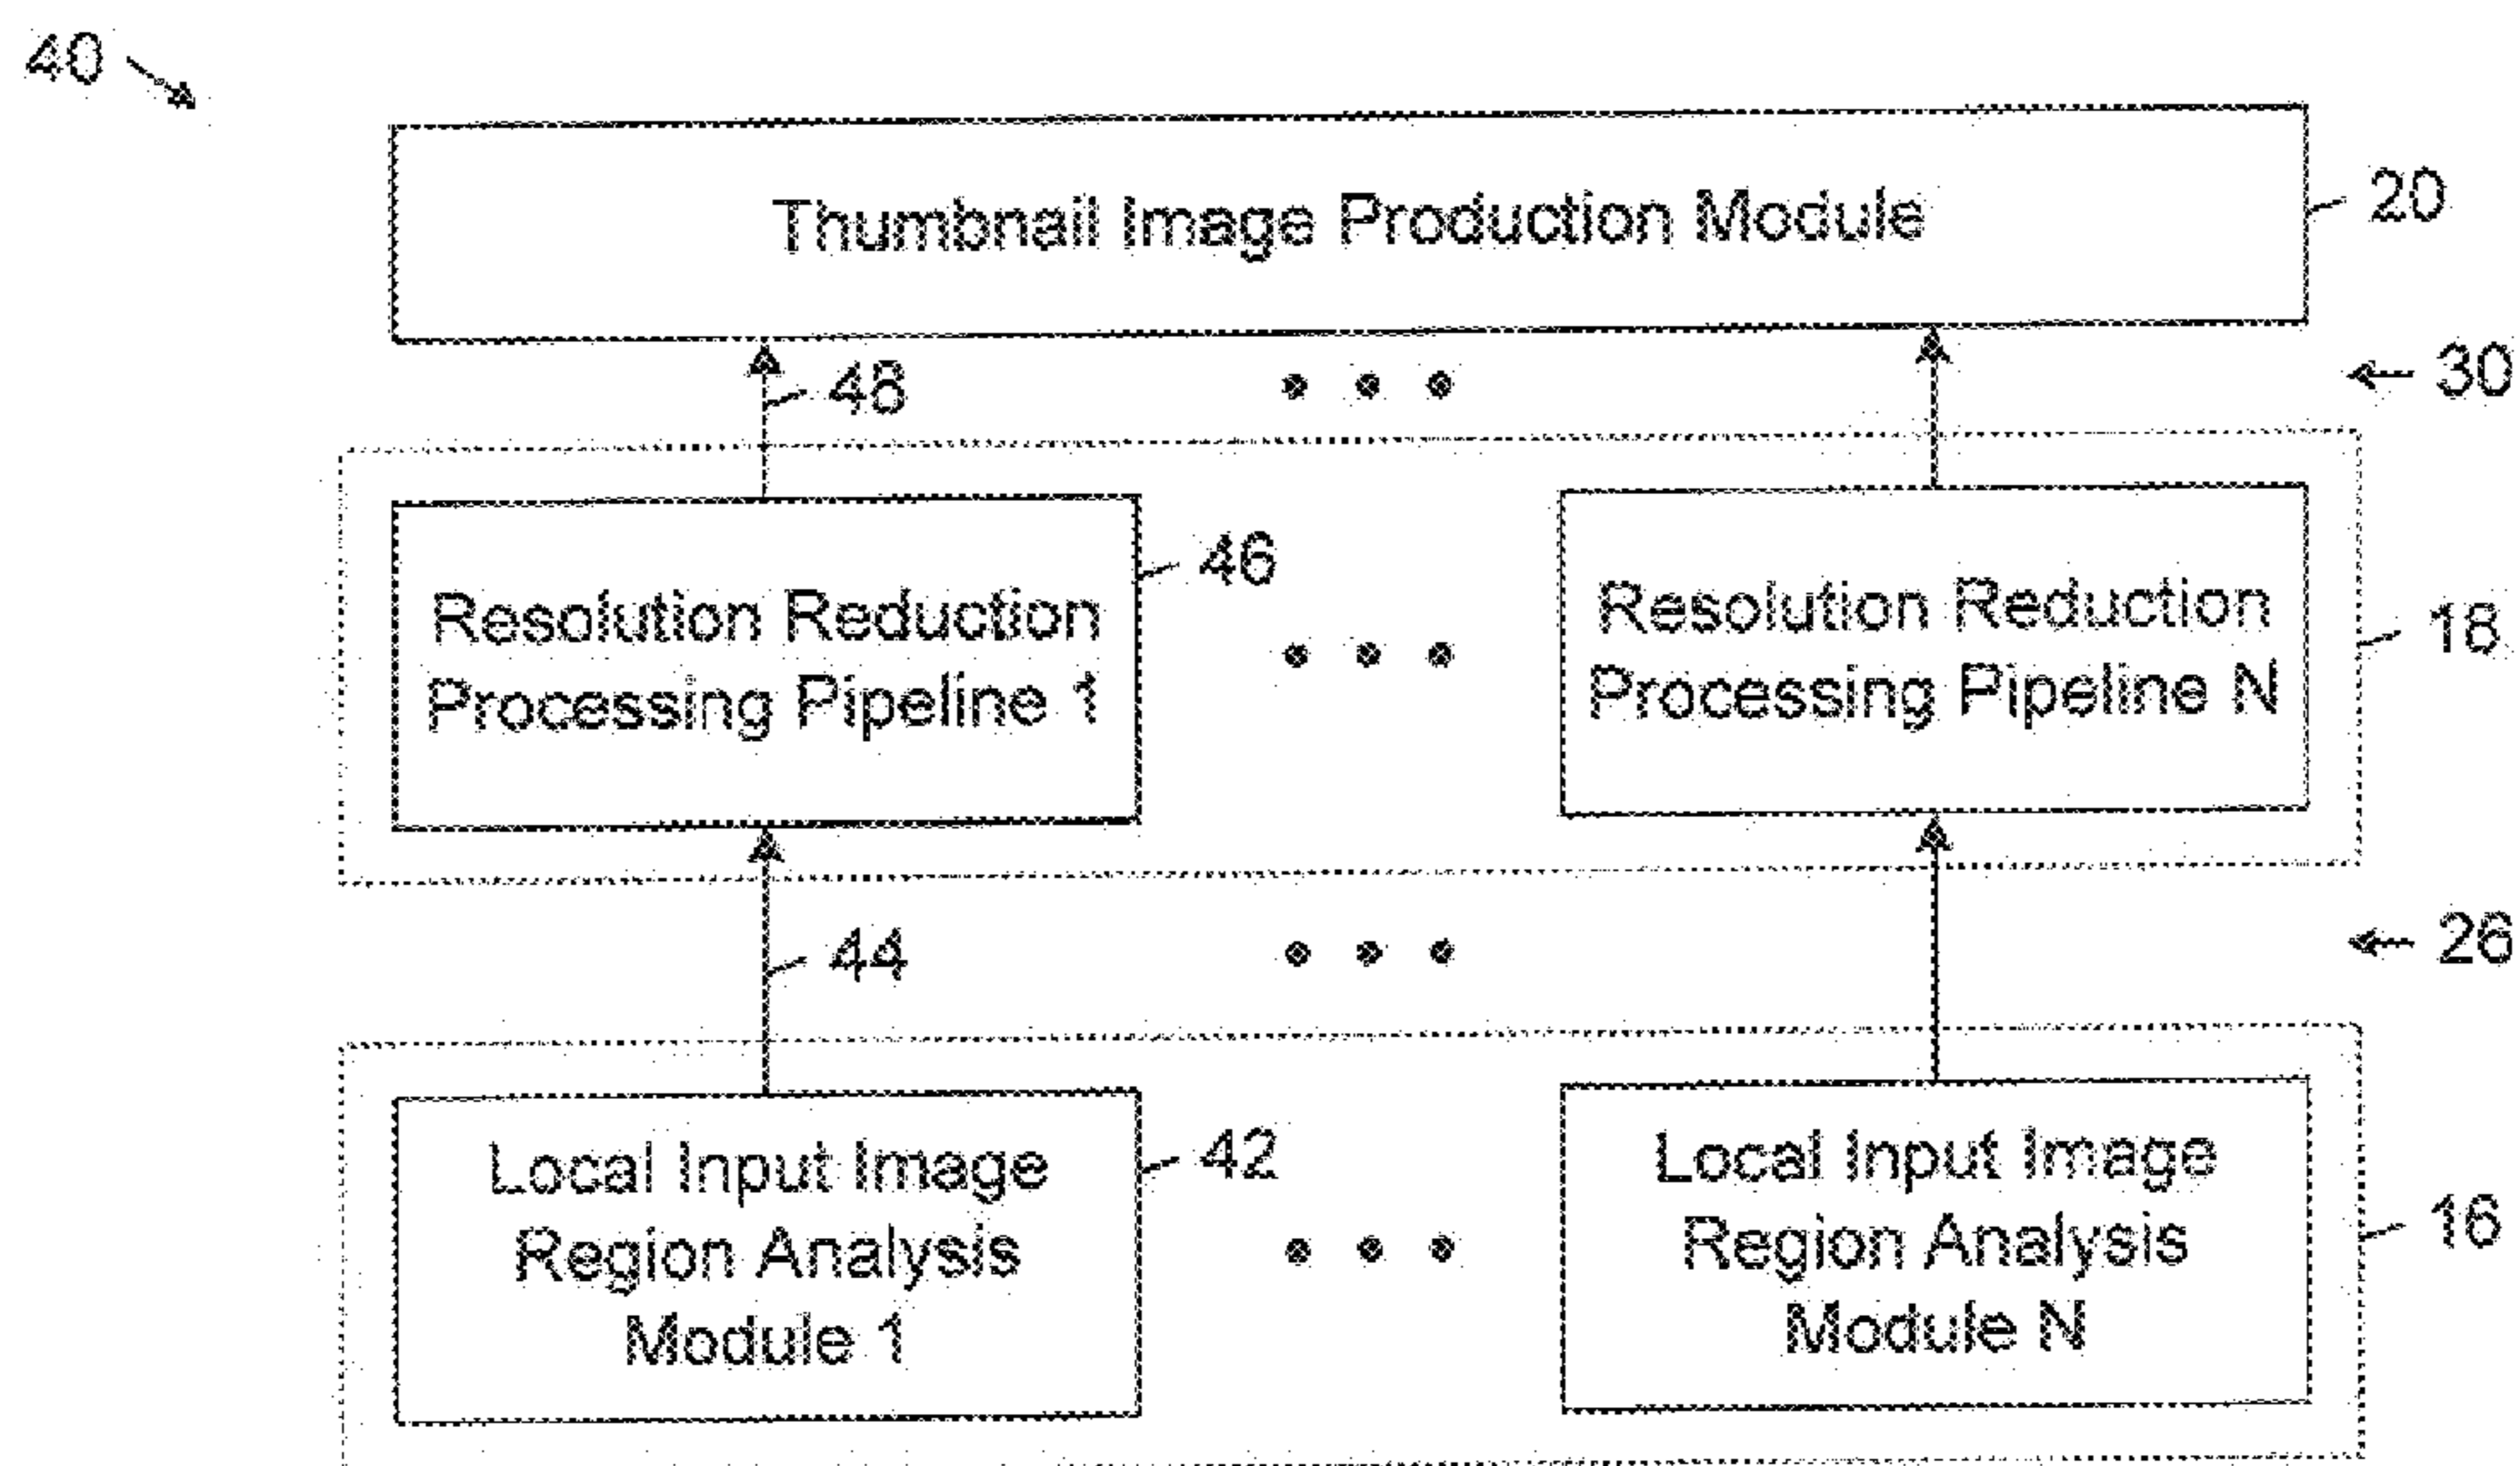 40
Thumbnail Image Production Module
20
48
30
Resolution Reduction
Processing Pipeline 1
46
Resolution Reduction
Processing Pipeline N
18
44
26
Local Input Image
Region Analysis
Module 1
42
Local Input Image
Region Analysis
Module N
16